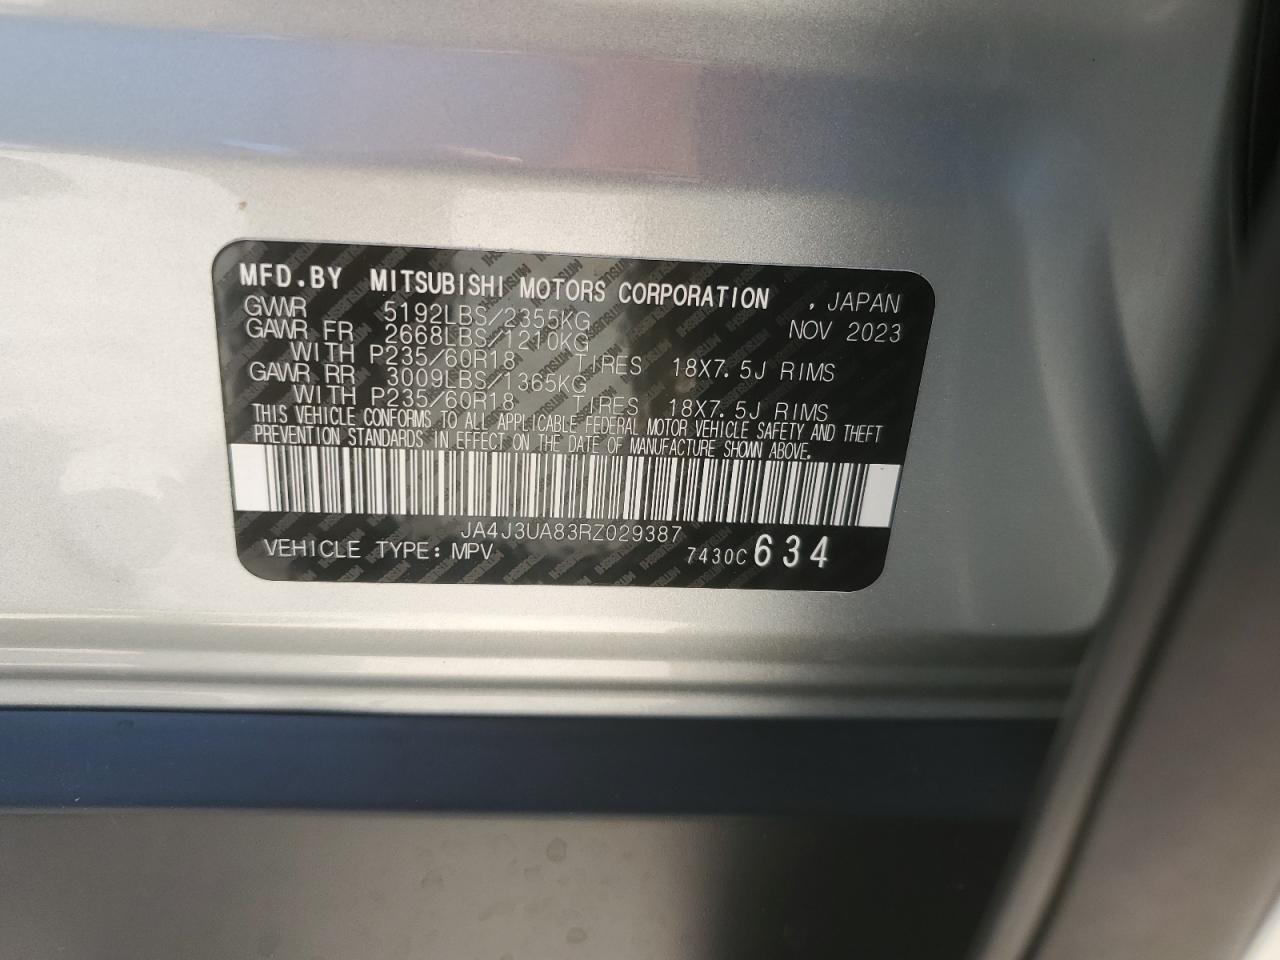 MFD.BY MITSUBISHI MOTORS CORPORATION , JAPAN
GWVR 5192LBS/2355KG NOV 2023
GAWR FR 2668LBS/1210KG
WITH P235/60R18 TIRES 18X7.5J RIMS
GAWR RR 3009LBS/1365KG
WITH P235/60R18 TIRES 18X7.5J RIMS
THIS VEHICLE CONFORMS TO ALL APPLICABLE FEDERAL MOTOR VEHICLE SAFETY AND THEFT
PREVENTION STANDARDS IN EFFECT ON THE DATE OF MANUFACTURE SHOWN ABOVE.
JA4J3UA83RZ029387
VEHICLE TYPE: MPV 7430C 634